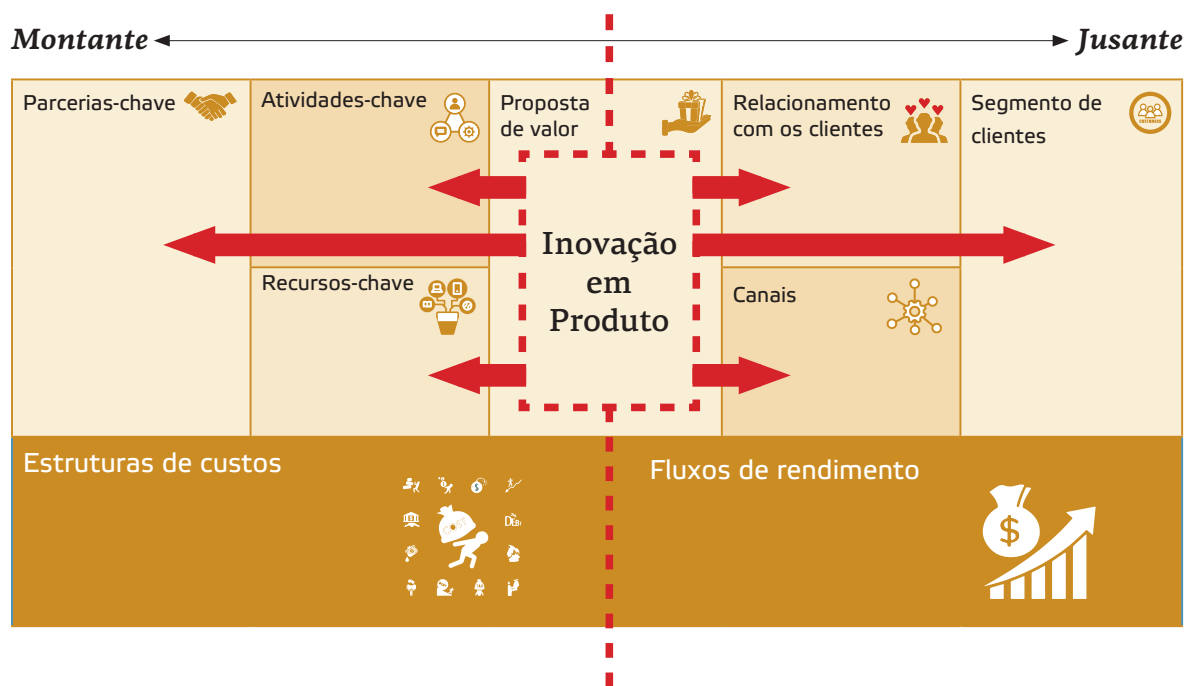 Montante
Jusante
Parcerias-chave
Atividades-chave
Proposta
de valor
Relacionamento
com os clientes
Segmento de
clientes
Inovação
em
Produto
Recursos-chave
Canais
Estruturas de custos
Fluxos de rendimento
$